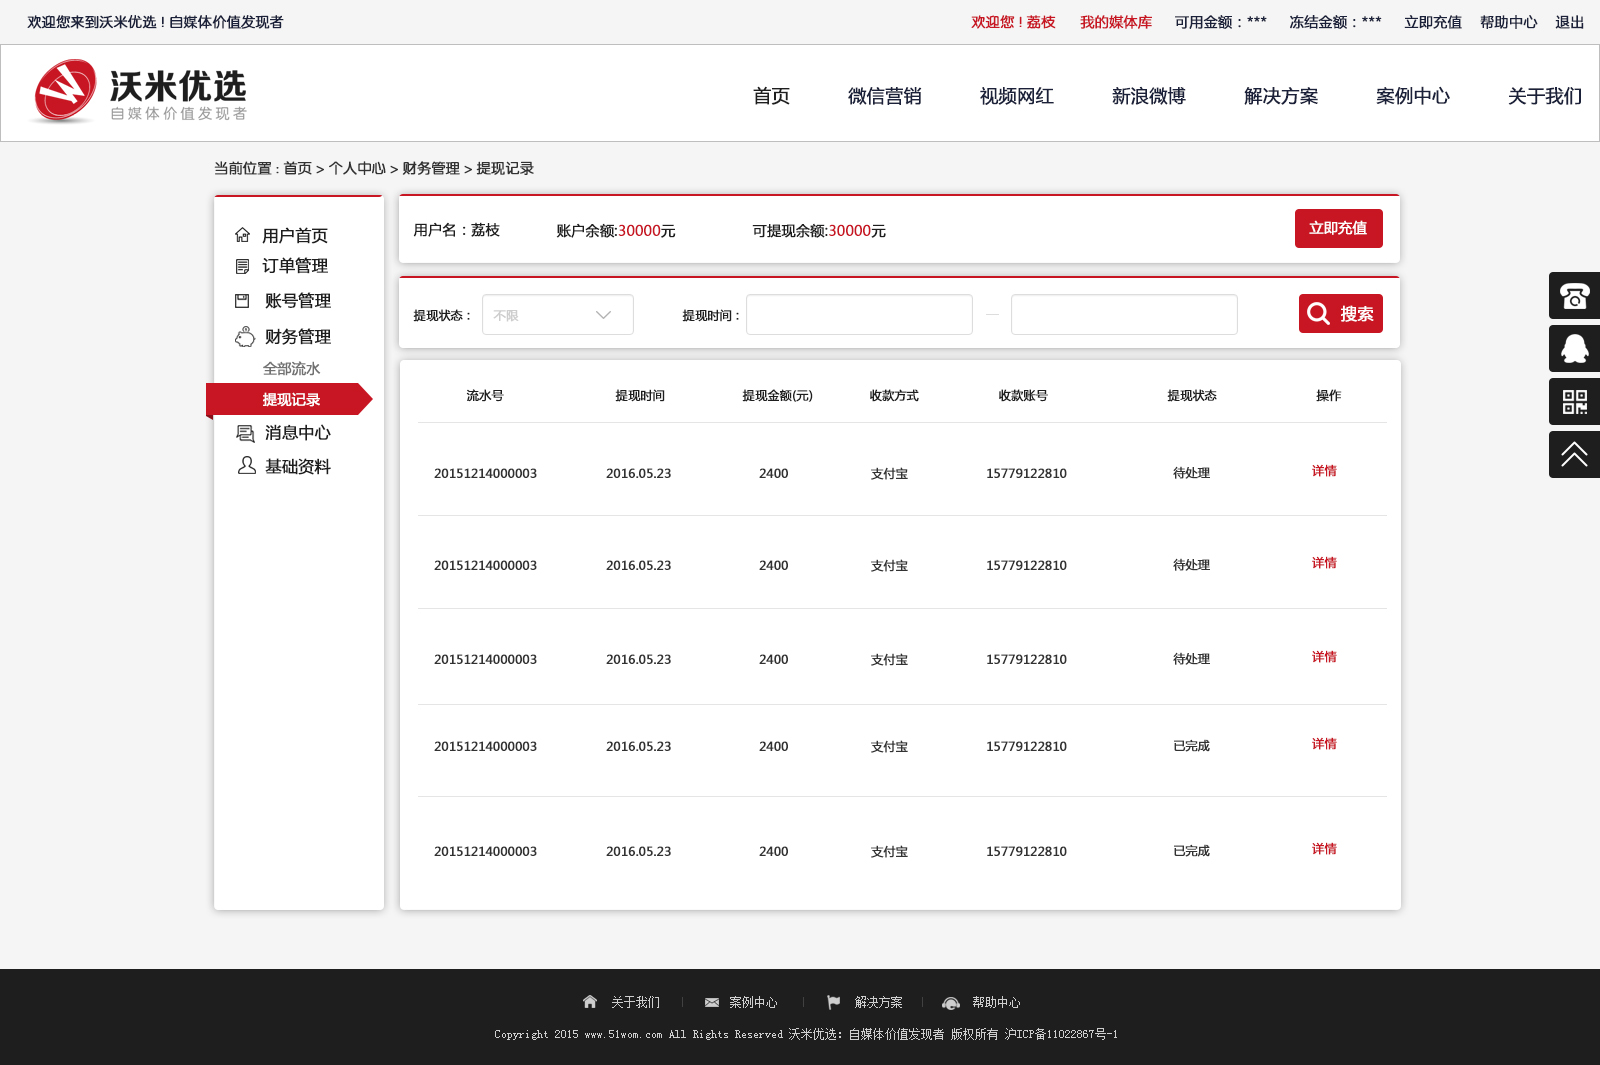 欢迎您来到沃米优选！自媒体价值发现者 欢迎您！荔枝 我的媒体库 可用金额：*** 冻结金额：*** 立即充值 帮助中心 退出
沃米优选
自媒体价值发现者
首页 微信营销 视频网红 新浪微博 解决方案 案例中心 关于我们
当前位置：首页 > 个人中心 > 财务管理 > 提现记录
用户首页
订单管理
账号管理
财务管理
全部流水
提现记录
消息中心
基础资料
用户名：荔枝 账户余额:30000元 可提现余额:30000元 立即充值
提现状态： 不限 提现时间： — 搜索
流水号 提现时间 提现金额(元) 收款方式 收款账号 提现状态 操作
20151214000003 2016.05.23 2400 支付宝 15779122810 待处理 详情
20151214000003 2016.05.23 2400 支付宝 15779122810 待处理 详情
20151214000003 2016.05.23 2400 支付宝 15779122810 待处理 详情
20151214000003 2016.05.23 2400 支付宝 15779122810 已完成 详情
20151214000003 2016.05.23 2400 支付宝 15779122810 已完成 详情
关于我们 案例中心 解决方案 帮助中心
Copyright 2015 www.51wom.com All Rights Reserved 沃米优选：自媒体价值发现者 版权所有 沪ICP备11022867号-1